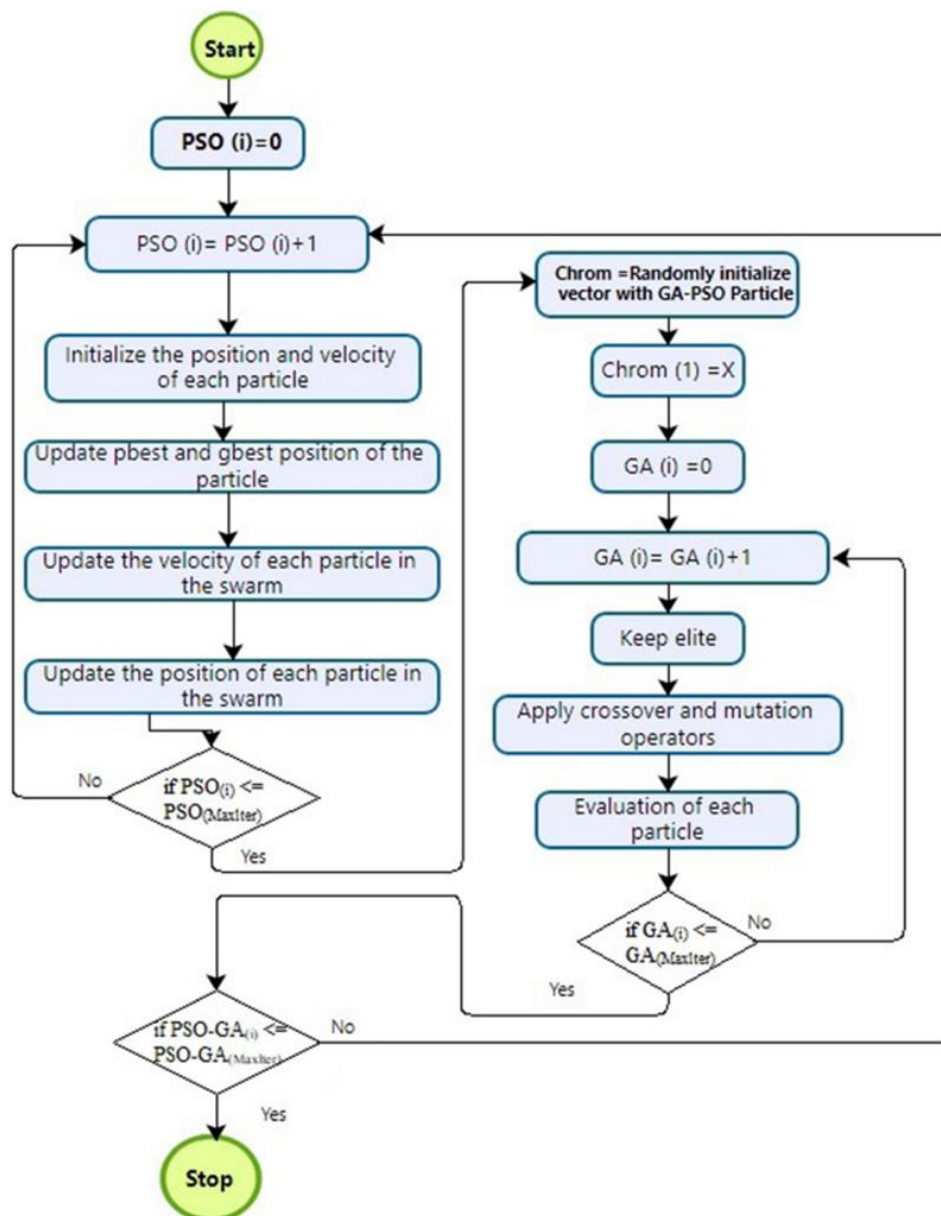 Start
PSO (i)=0
PSO (i)= PSO (i)+1
Initialize the position and velocity
of each particle
Update pbest and gbest position of the
particle
Update the velocity of each particle in
the swarm
Update the position of each particle in
the swarm
No
if PSO(i) <=
PSO(MaxIter)
Yes
Chrom =Randomly initialize
vector with GA-PSO Particle
Chrom (1) =X
GA (i) =0
GA (i)= GA (i)+1
Keep elite
Apply crossover and mutation
operators
Evaluation of each
particle
if GA(i) <=
GA(MaxIter)
No
Yes
if PSO-GA(i) <=
PSO-GA(MaxIter)
No
Yes
Stop